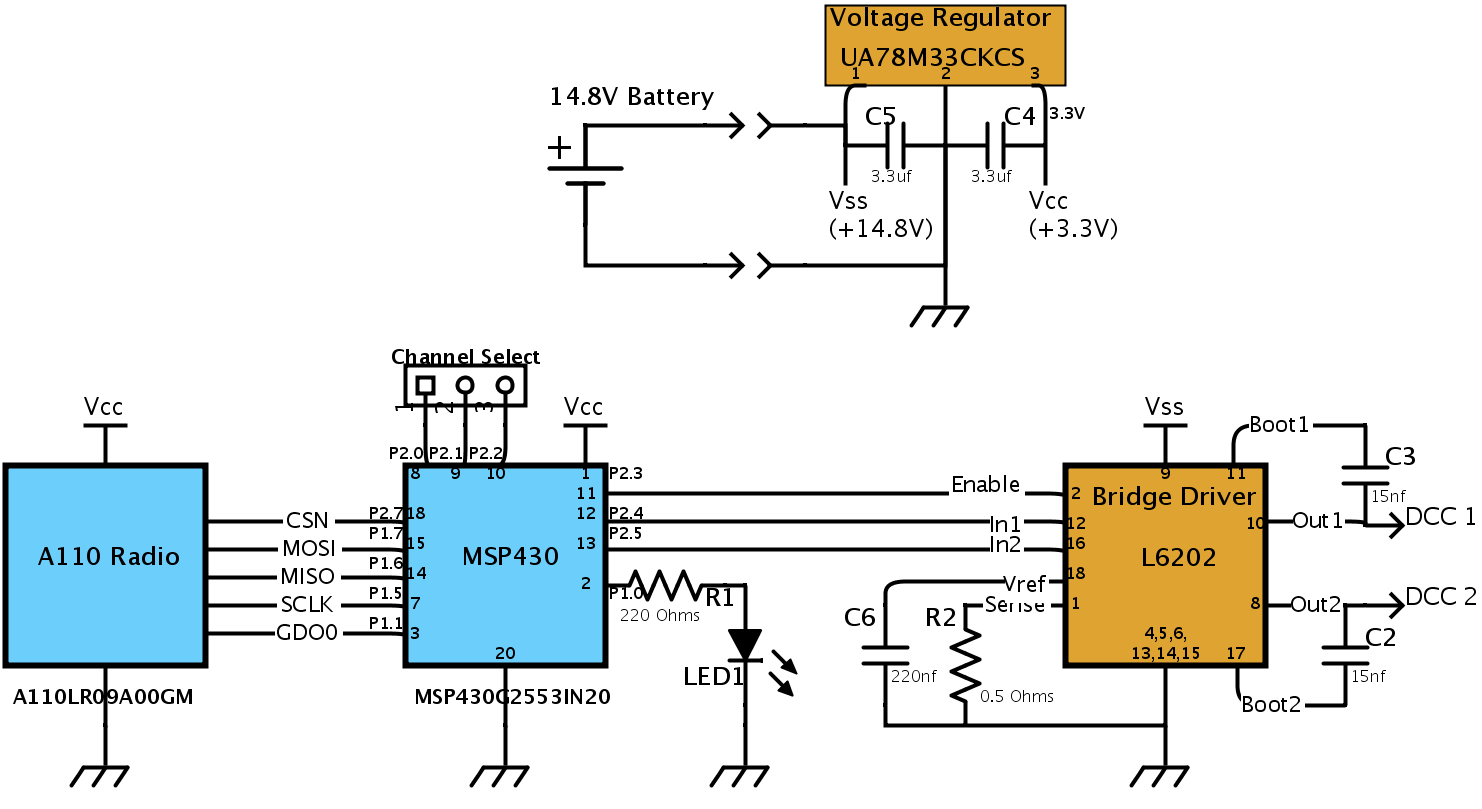 Voltage Regulator
UA78M33CKCS
1 2 3
14.8V Battery
C5 C4 3.3V
+
3.3uf 3.3uf
Vss Vcc
(+14.8V) (+3.3V)
Channel Select
1 2 3
Vcc Vcc Vss
Boot1
P2.0 P2.1 P2.2
8 9 10 1 P2.3
9 11
C3
15nf
11 Enable 2
Bridge Driver
CSN P2.7 18 12 P2.4 In1 12
10 Out1 DCC 1
MOSI P1.7 15 13 P2.5 In2 16
A110 Radio MSP430 L6202
MISO P1.6 14 2 P1.0 Vref 18
SCLK P1.5 7 R1 Sense 1
220 Ohms
8 Out2 DCC 2
GDO0 P1.1 3
C6 R2
4,5,6,
13,14,15 17
C2
20
LED1 220nf 15nf
A110LR09A00GM MSP430G2553IN20 0.5 Ohms
Boot2